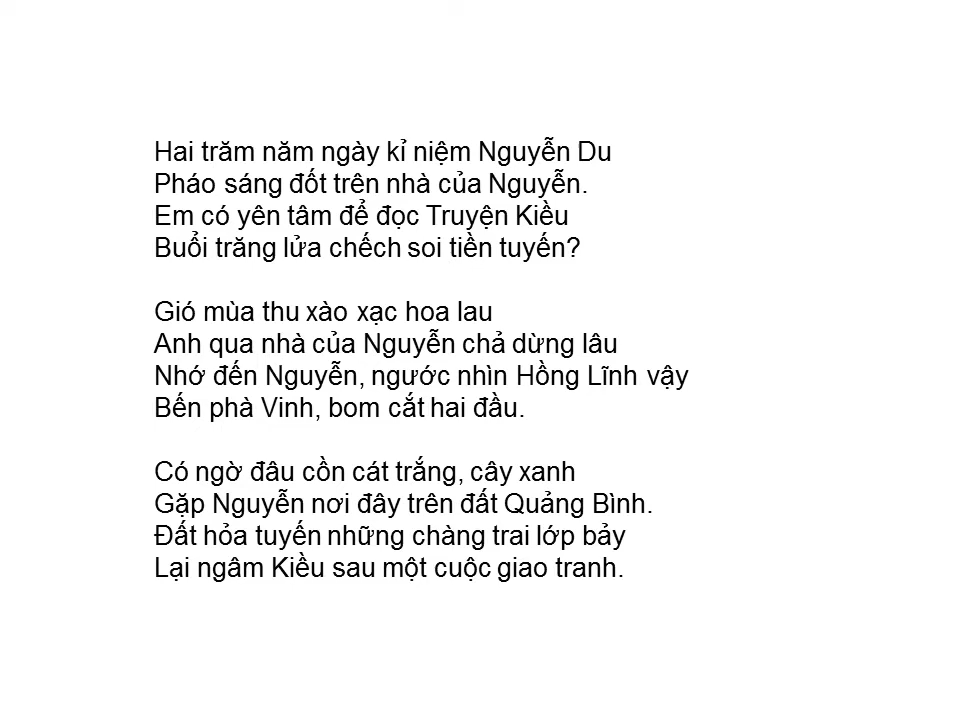 Hai trăm năm ngày kỉ niệm Nguyễn Du
Pháo sáng đốt trên nhà của Nguyễn.
Em có yên tâm để đọc Truyện Kiều
Buổi trăng lửa chếch soi tiền tuyến?
Gió mùa thu xào xạc hoa lau
Anh qua nhà của Nguyễn chả dừng lâu
Nhớ đến Nguyễn, ngước nhìn Hồng Lĩnh vậy
Bến phà Vinh, bom cắt hai đầu.
Có ngờ đâu cồn cát trắng, cây xanh
Gặp Nguyễn nơi đây trên đất Quảng Bình.
Đất hỏa tuyến những chàng trai lớp bảy
Lại ngâm Kiều sau một cuộc giao tranh.